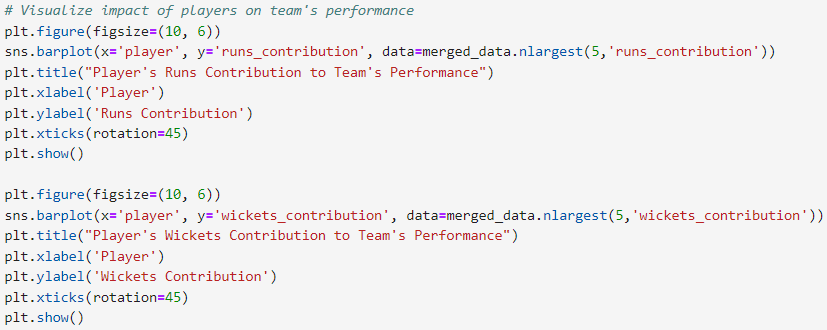 # Visualize impact of players on team's performance
plt.figure(figsize=(10, 6))
sns.barplot(x='player', y='runs_contribution', data=merged_data.nlargest(5,'runs_contribution'))
plt.title("Player's Runs Contribution to Team's Performance")
plt.xlabel('Player')
plt.ylabel('Runs Contribution')
plt.xticks(rotation=45)
plt.show()

plt.figure(figsize=(10, 6))
sns.barplot(x='player', y='wickets_contribution', data=merged_data.nlargest(5,'wickets_contribution'))
plt.title("Player's Wickets Contribution to Team's Performance")
plt.xlabel('Player')
plt.ylabel('Wickets Contribution')
plt.xticks(rotation=45)
plt.show()